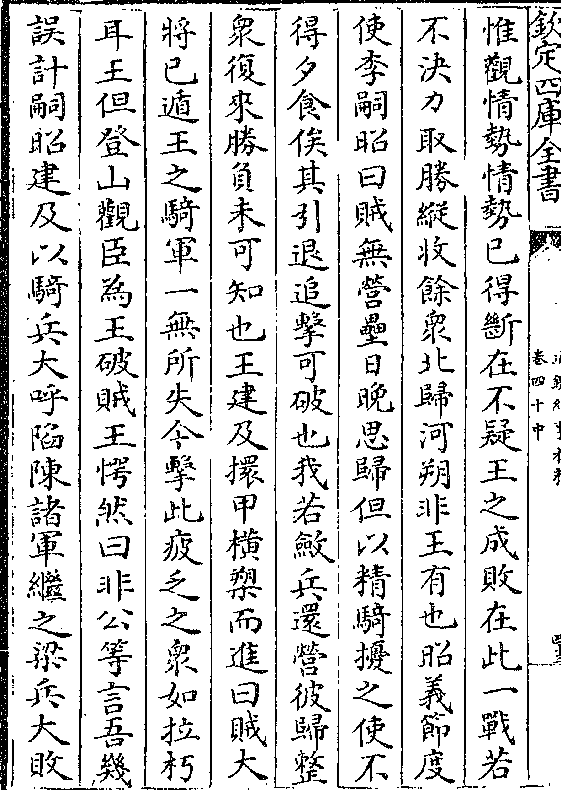 欽定四庫全書
卷四十中
惟觀情勢情勢已得斷在不疑王之成敗在此一戰若
不決力取勝縱收餘衆北歸河朔非王有也昭義節度
使李嗣昭曰賊無營壘日晚思歸但以精騎擾之使不
得夕食俟其引退追擊可破也我若斂兵還營彼歸整
衆復來勝負未可知也王建及擐甲橫槊而進曰賊大
將已遁王之騎軍一無所失今擊此疲乏之衆如拉朽
耳王但登山觀臣為王破賊王愕然曰非公等言吾幾
誤計嗣昭建及以騎兵大呼陷陳諸軍繼之梁兵大敗